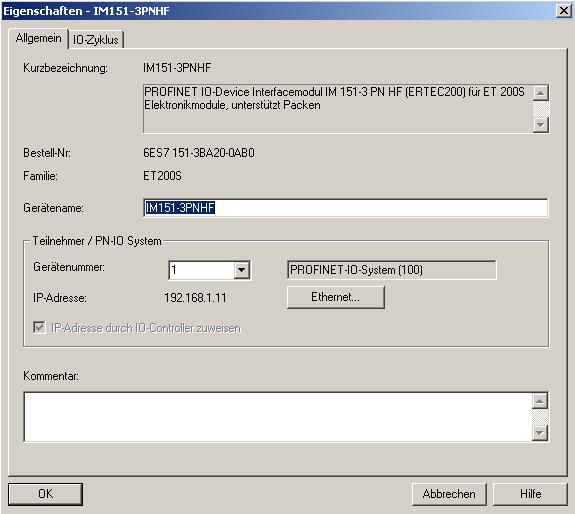 Eigenschaften - IM151-3PNHF
Allgemein IO-Zyklus
Kurzbezeichnung: IM151-3PNHF
PROFINET IO-Device Interfacemodul IM 151-3 PN HF (ERTEC200) für ET 200S
Elektronikmodule, unterstützt Packen
Bestell-Nr: 6ES7 151-3BA20-0AB0
Familie: ET200S
Gerätename: IM151-3PNHF
Teilnehmer / PN-IO System
Gerätenummer: 1 PROFINET-IO-System (100)
IP-Adresse: 192.168.1.11 Ethernet...
IP-Adresse durch IO-Controller zuweisen
Kommentar:
OK Abbrechen Hilfe